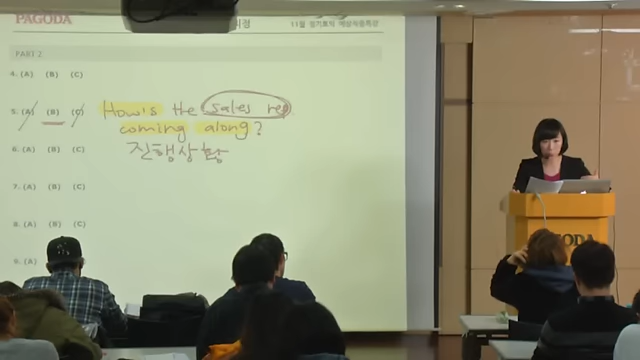 PAGODA
11월 정기토익 예상적중특강
PART 2
4. (A) (B) (C)
5. (A) (B) (C) How's the sales rep.
coming along?
진행상황
6. (A) (B) (C)
7. (A) (B) (C)
8. (A) (B) (C)
9. (A)
PAGODA